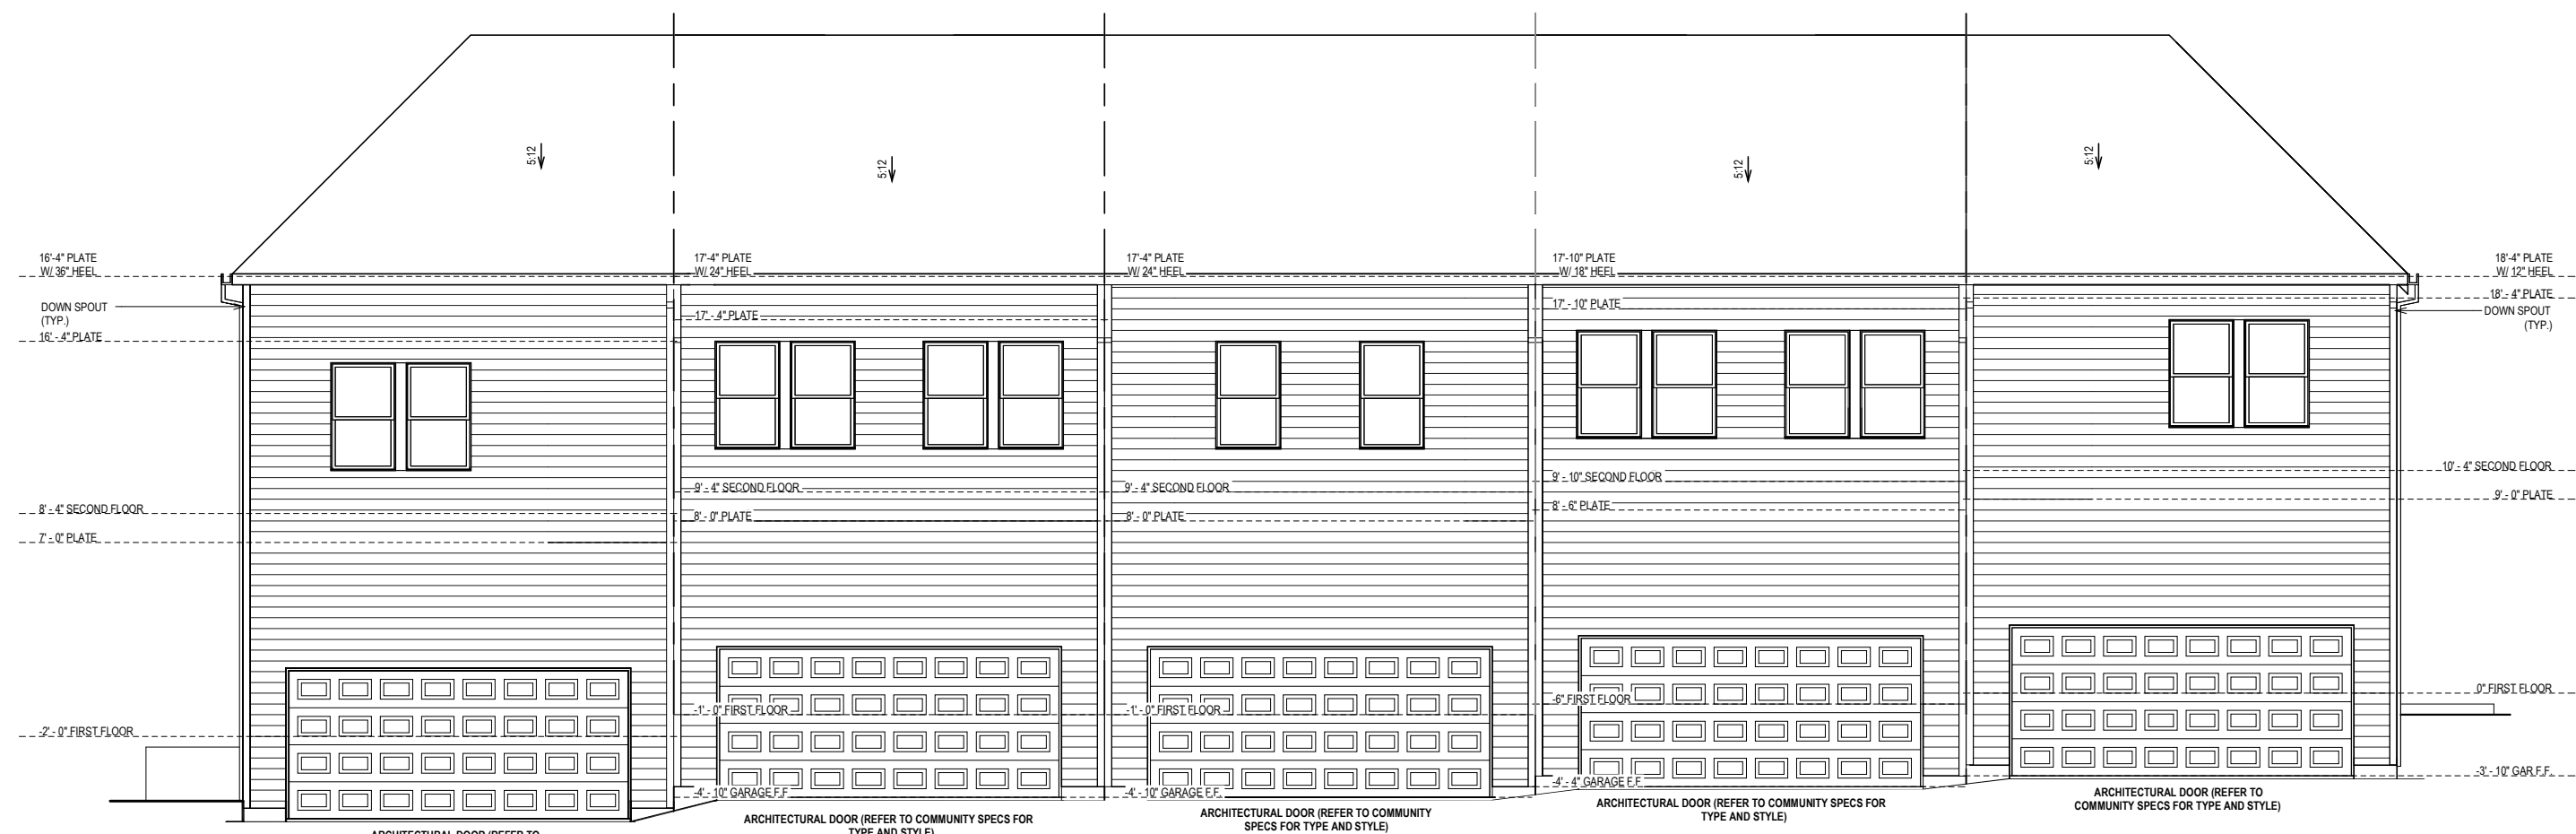 5:12
5:12
5:12
5:12
16'-4" PLATE
W/ 36" HEEL
17'-4" PLATE
W/ 24" HEEL
17'-4" PLATE
W/ 24" HEEL
17'-10" PLATE
W/ 18" HEEL
18'-4" PLATE
W/ 12" HEEL
DOWN SPOUT
(TYP.)
16' - 4" PLATE
17' - 4" PLATE
17' - 10" PLATE
18' - 4" PLATE
DOWN SPOUT
(TYP.)
8' - 4" SECOND FLOOR
7' - 0" PLATE
9' - 4" SECOND FLOOR
8' - 0" PLATE
9' - 4" SECOND FLOOR
8' - 0" PLATE
9' - 10" SECOND FLOOR
8' - 6" PLATE
10' - 4" SECOND FLOOR
9' - 0" PLATE
-2' - 0" FIRST FLOOR
-1' - 0" FIRST FLOOR
-1' - 0" FIRST FLOOR
-6" FIRST FLOOR
0" FIRST FLOOR
-4' - 10" GARAGE F.F.
-4' - 10" GARAGE F.F.
-4' - 4" GARAGE F.F
-3' - 10" GAR F.F.
ARCHITECTURAL DOOR (REFER TO
ARCHITECTURAL DOOR (REFER TO COMMUNITY SPECS FOR
TYPE AND STYLE)
ARCHITECTURAL DOOR (REFER TO COMMUNITY
SPECS FOR TYPE AND STYLE)
ARCHITECTURAL DOOR (REFER TO COMMUNITY SPECS FOR
TYPE AND STYLE)
ARCHITECTURAL DOOR (REFER TO
COMMUNITY SPECS FOR TYPE AND STYLE)